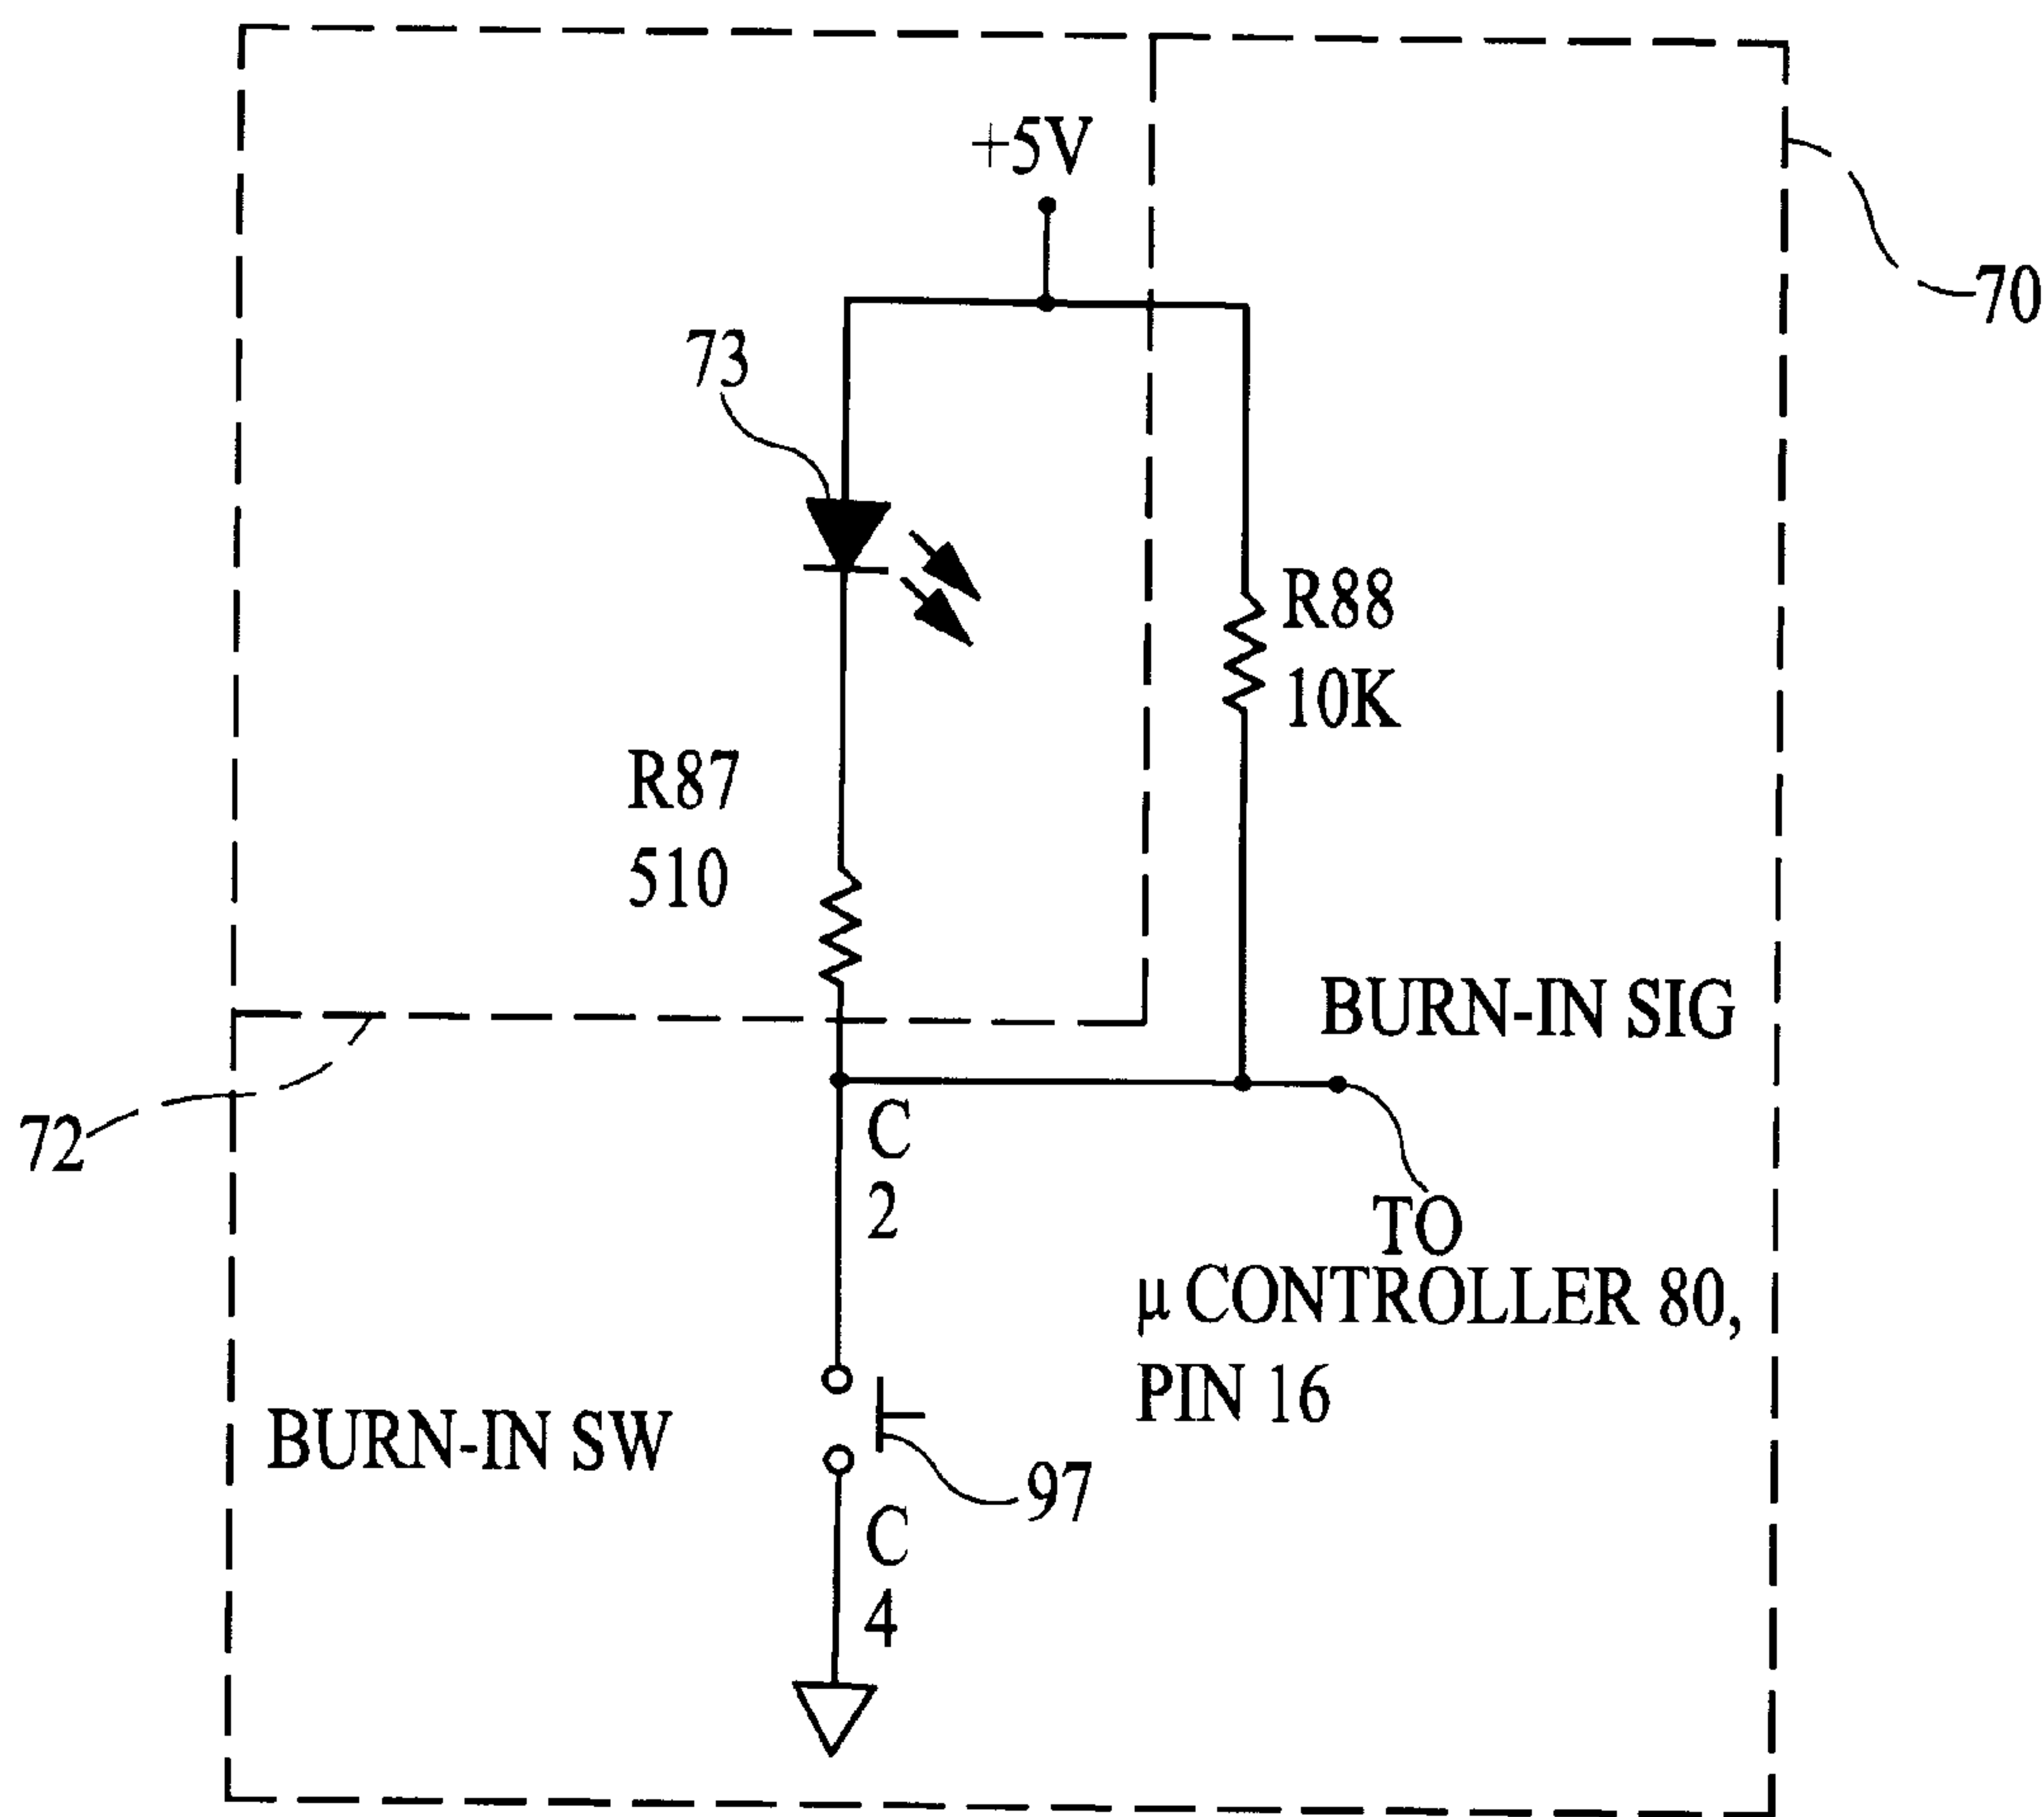 +5V
70
73
R88
10K
R87
510
BURN-IN SIG
72
C
2
TO
μ CONTROLLER 80,
PIN 16
BURN-IN SW
97
C
4